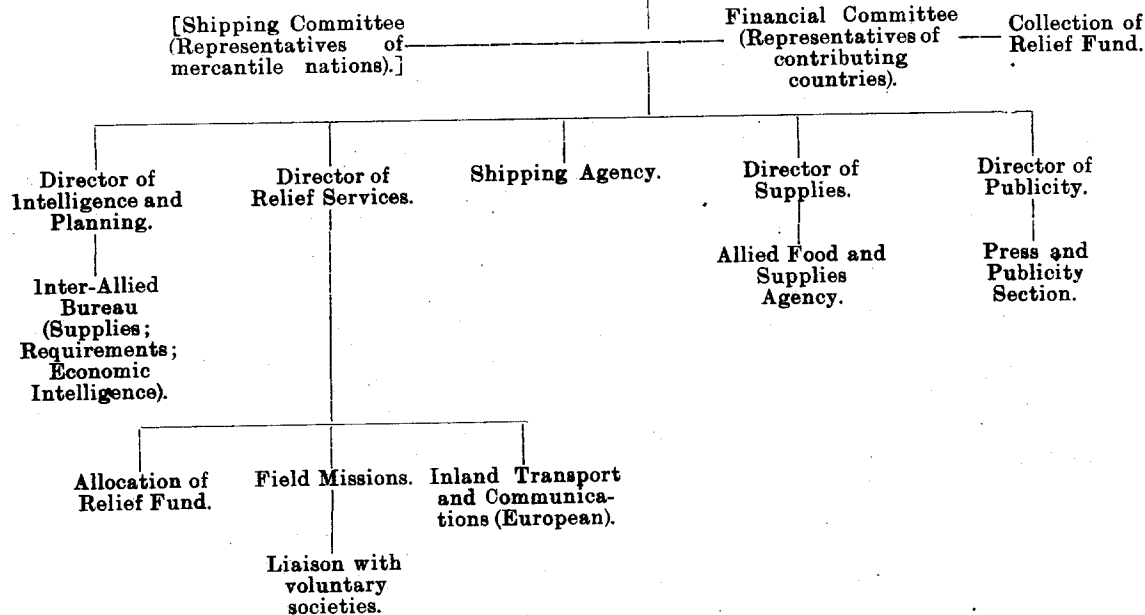 [Shipping Committee
(Representatives of
mercantile nations).]
Financial Committee
(Representatives of
contributing
countries).
Collection of
Relief Fund.
Director of
Intelligence and
Planning.
Director of
Relief Services.
Shipping Agency.
Director of
Supplies.
Director of
Publicity.
Inter-Allied
Bureau
(Supplies;
Requirements;
Economic
Intelligence).
Allied Food and
Supplies
Agency.
Press and
Publicity
Section.
Allocation of
Relief Fund.
Field Missions.
Inland Transport
and Communica-
tions (European).
Liaison with
voluntary
societies.